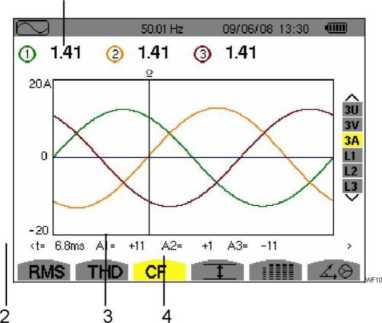 50.01 Hz 09/06/08 13:30
1 1.41 2 1.41 3 1.41
20A
0
-20
3U
3V
3A
L1
L2
L3
<t= 6.8ms A1= +11 A2= +1 A3= -11 >
RMS THD CF
2 3 4